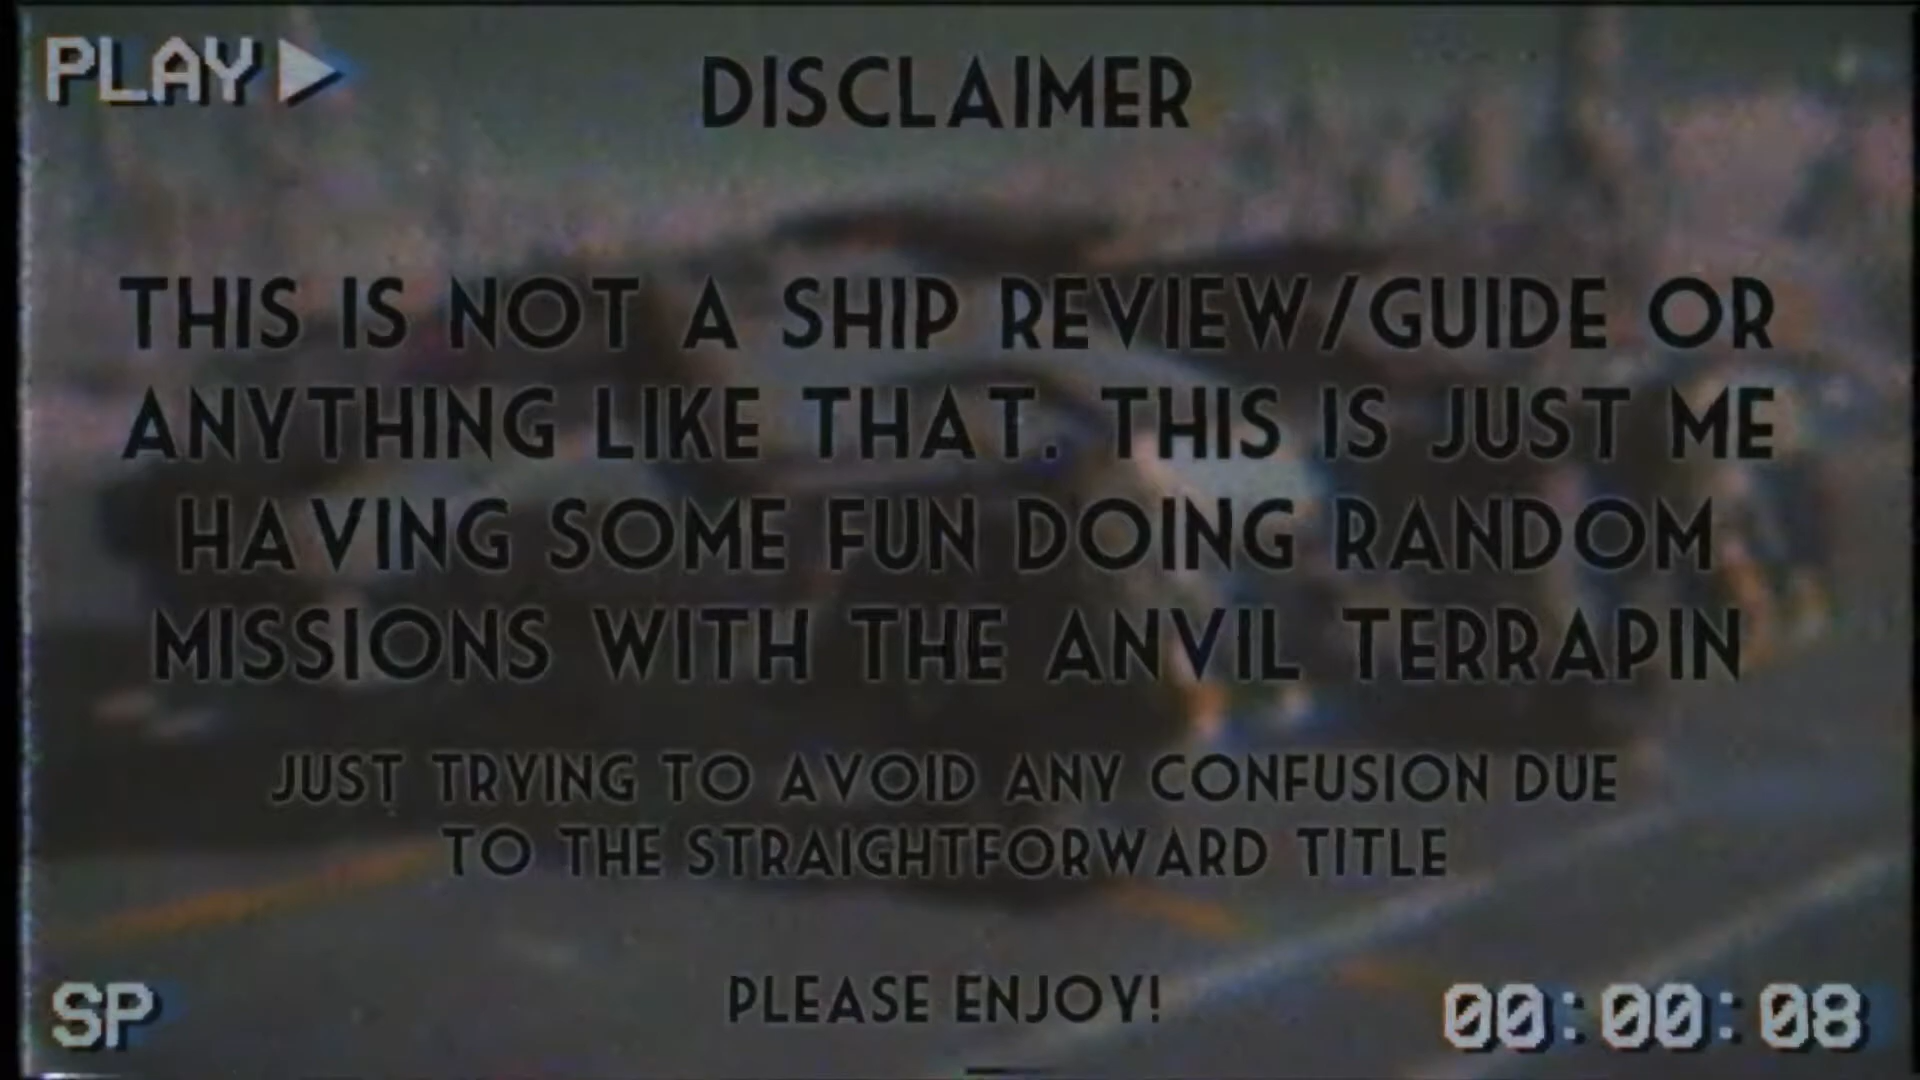 PLAY
DISCLAIMER
THIS IS NOT A SHIP REVIEW/GUIDE OR
ANYTHING LIKE THAT. THIS IS JUST ME
HAVING SOME FUN DOING RANDOM
MISSIONS WITH THE ANVIL TERRAPIN
JUST TRYING TO AVOID ANY CONFUSION DUE
TO THE STRAIGHTFORWARD TITLE
PLEASE ENJOY!
SP
00:00:08